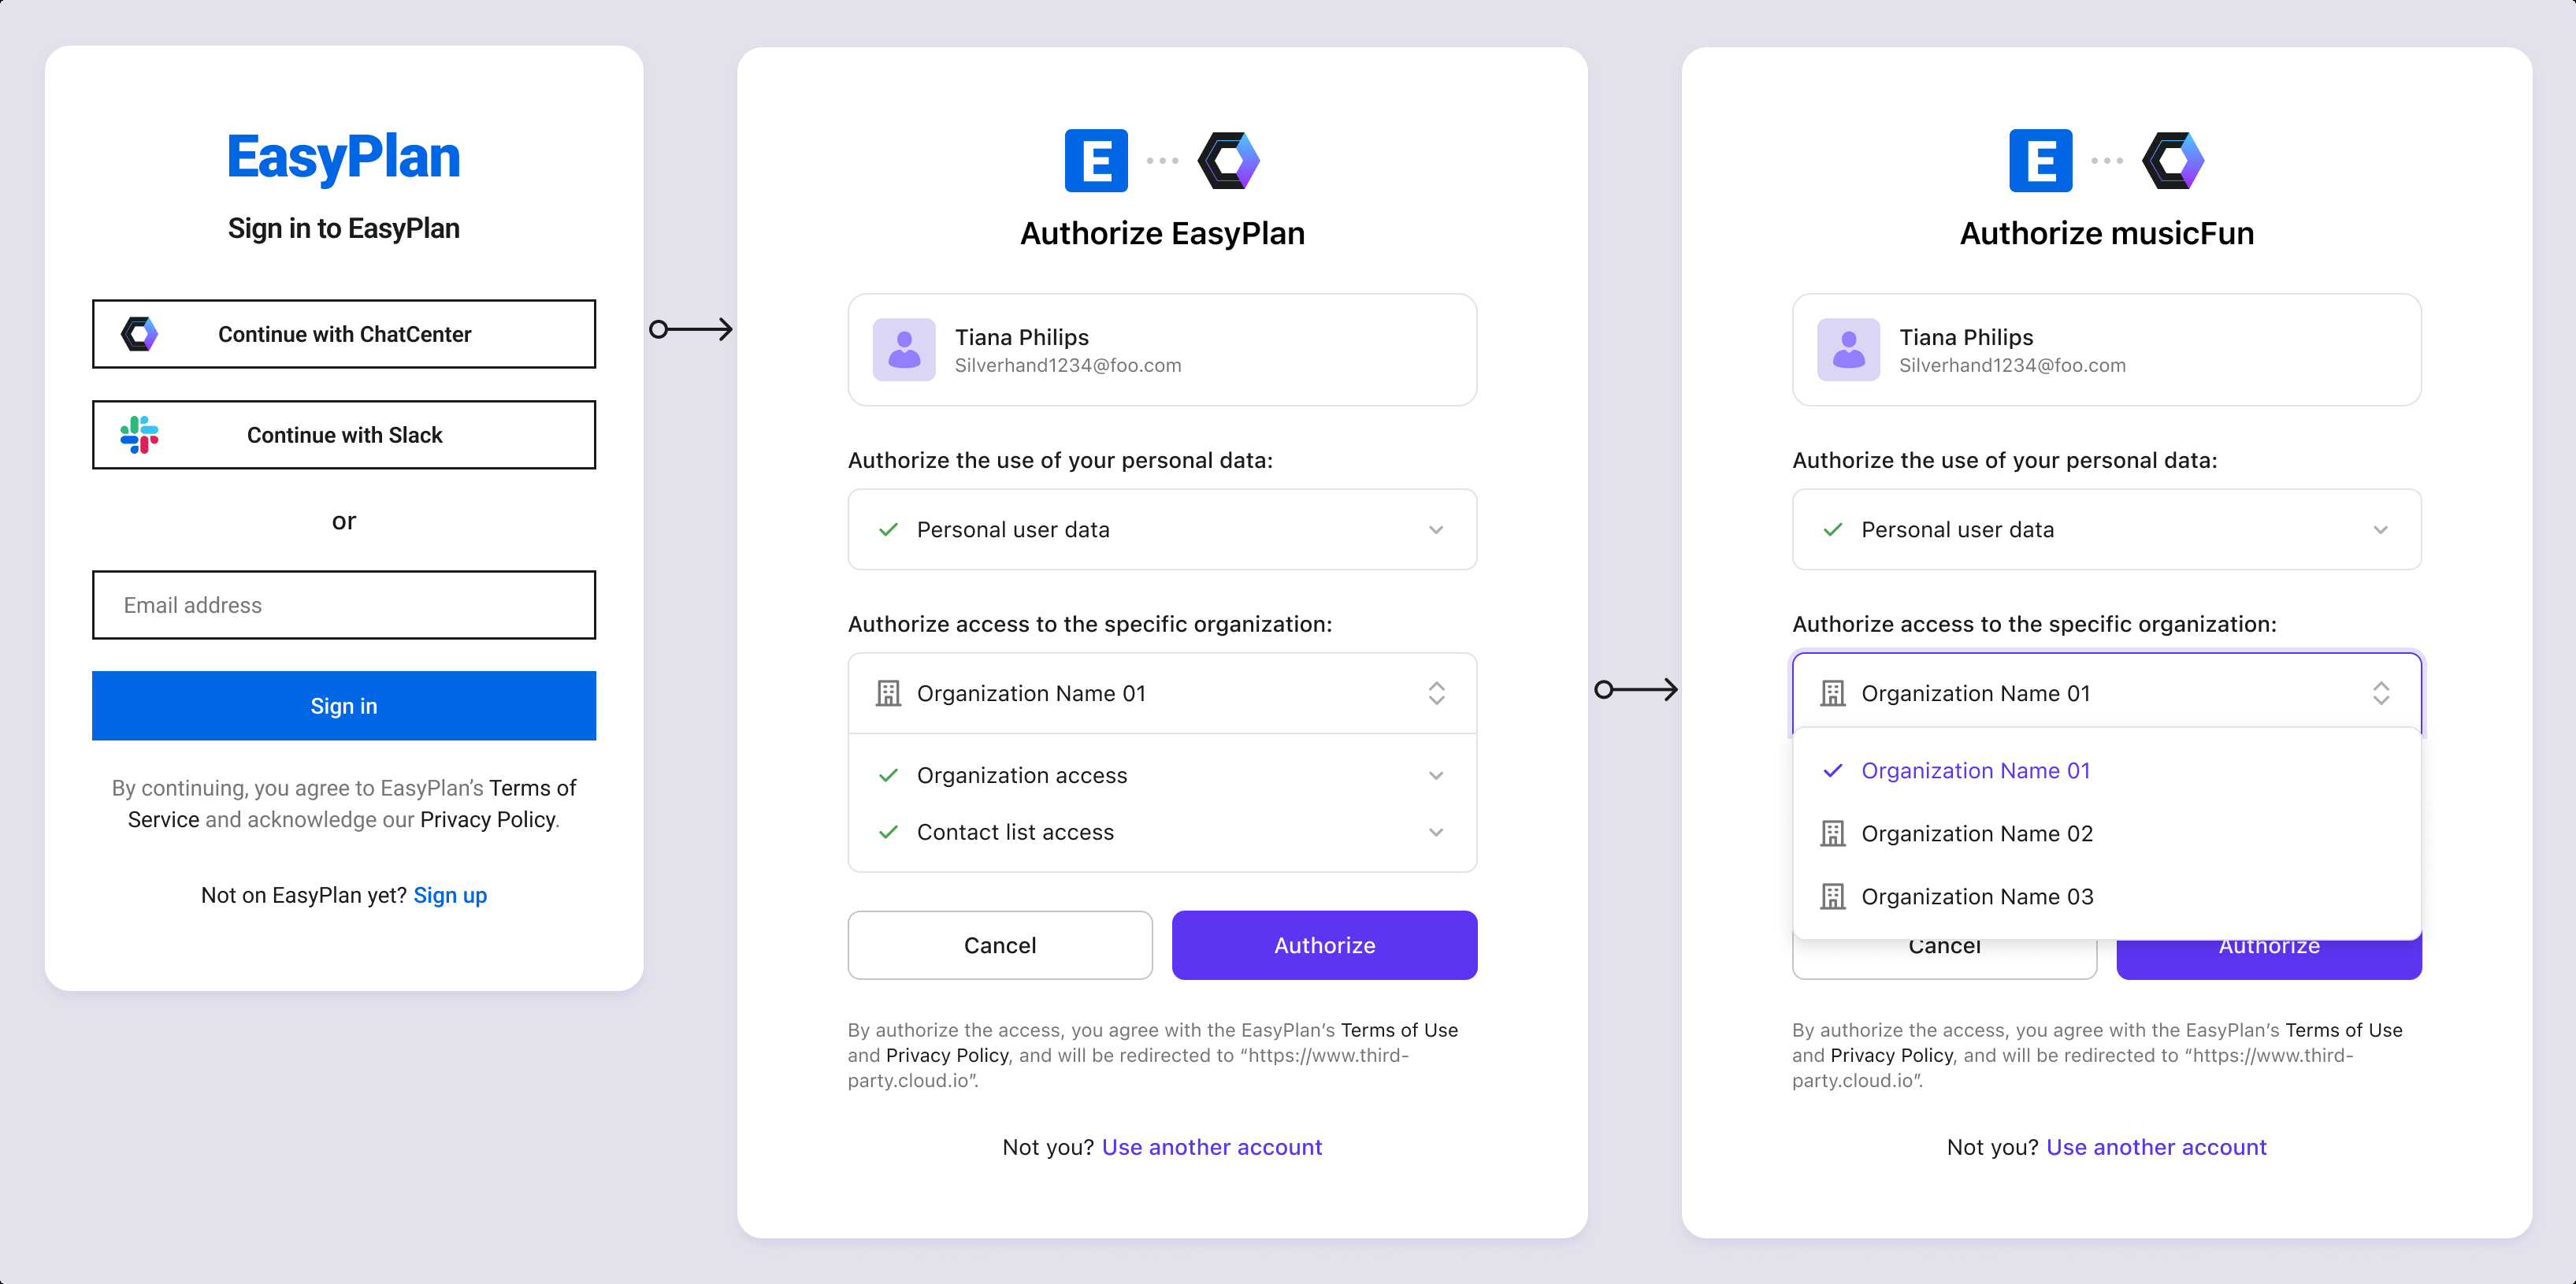 EasyPlan
Sign in to EasyPlan
Continue with ChatCenter
Continue with Slack
or
Email address
Sign in
By continuing, you agree to EasyPlan’s Terms of
Service and acknowledge our Privacy Policy.
Not on EasyPlan yet? Sign up
E
Authorize EasyPlan
Tiana Philips
Silverhand1234@foo.com
Authorize the use of your personal data:
Personal user data
Authorize access to the specific organization:
Organization Name 01
Organization access
Contact list access
Cancel
Authorize
By authorize the access, you agree with the EasyPlan’s Terms of Use
and Privacy Policy, and will be redirected to “https://www.third-
party.cloud.io”.
Not you? Use another account
E
Authorize musicFun
Tiana Philips
Silverhand1234@foo.com
Authorize the use of your personal data:
Personal user data
Authorize access to the specific organization:
Organization Name 01
Organization Name 01
Organization Name 02
Organization Name 03
Cancel
Authorize
By authorize the access, you agree with the EasyPlan’s Terms of Use
and Privacy Policy, and will be redirected to “https://www.third-
party.cloud.io”.
Not you? Use another account